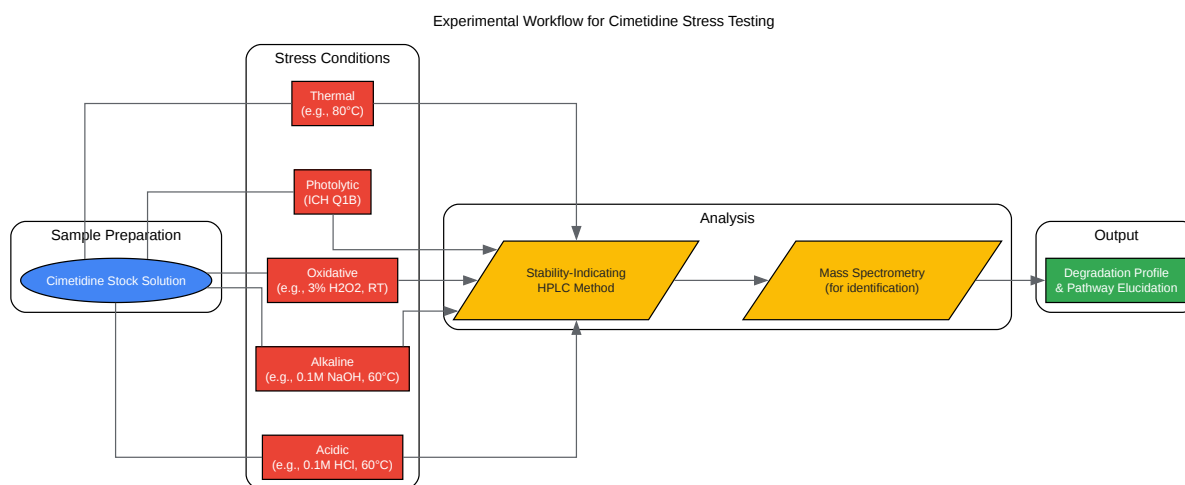 Experimental Workflow for Cimetidine Stress Testing
Stress Conditions
Thermal
(e.g., 80°C)
Photolytic
(ICH Q1B)
Sample Preparation
Cimetidine Stock Solution
Oxidative
(e.g., 3% H2O2, RT)
Alkaline
(e.g., 0.1M NaOH, 60°C)
Acidic
(e.g., 0.1M HCl, 60°C)
Analysis
Stability-Indicating
HPLC Method
Mass Spectrometry
(for identification)
Output
Degradation Profile
& Pathway Elucidation